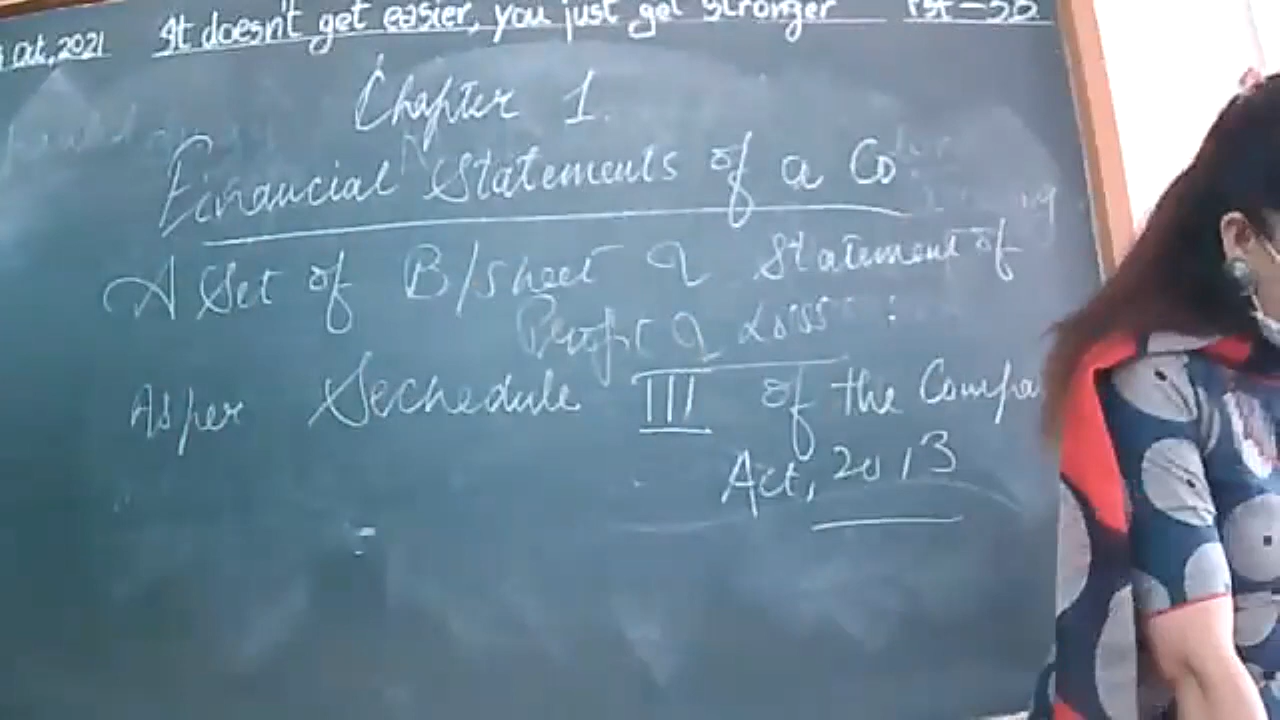 Oct, 2021 It doesn't get easier, you just get stronger
Chapter 1.
Financial Statements of a Co.
A Set of B/Sheet & Statement of
Profit & Loss :
As per Sechedule III of the Compa
Act, 2013